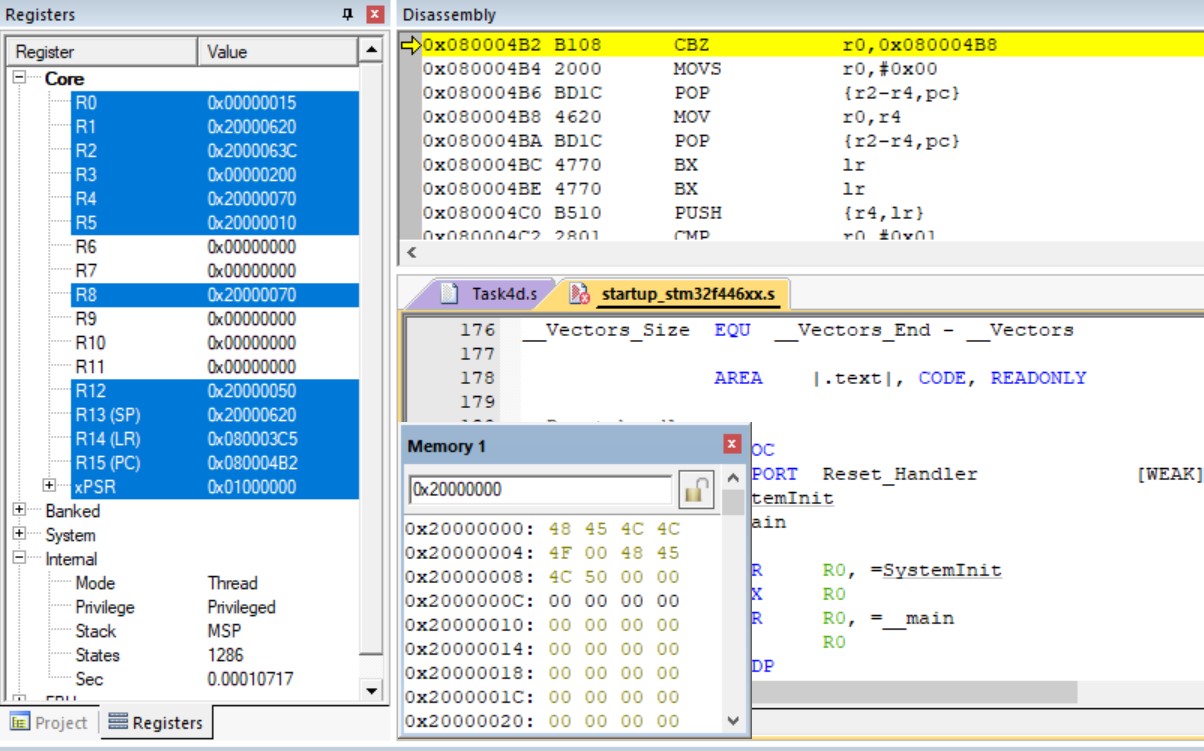 Registers
Register Value
Core
R0 0x00000015
R1 0x20000620
R2 0x2000063C
R3 0x00000200
R4 0x20000070
R5 0x20000010
R6 0x00000000
R7 0x00000000
R8 0x20000070
R9 0x00000000
R10 0x00000000
R11 0x00000000
R12 0x20000050
R13 (SP) 0x20000620
R14 (LR) 0x080003C5
R15 (PC) 0x080004B2
xPSR 0x01000000
Banked
System
Internal
Mode Thread
Privilege Privileged
Stack MSP
States 1286
Sec 0.00010717
Project Registers
Disassembly
0x080004B2 B108 CBZ r0,0x080004B8
0x080004B4 2000 MOVS r0,#0x00
0x080004B6 BD1C POP {r2-r4,pc}
0x080004B8 4620 MOV r0,r4
0x080004BA BD1C POP {r2-r4,pc}
0x080004BC 4770 BX lr
0x080004BE 4770 BX lr
0x080004C0 B510 PUSH {r4,lr}
0x080004C2 2801 CMP r0,#0x01
Task4d.s startup_stm32f446xx.s
176 __Vectors_Size EQU __Vectors_End - __Vectors
177
178 AREA |.text|, CODE, READONLY
179
OC
PORT Reset_Handler [WEAK]
temInit
ain
R R0, =SystemInit
X R0
R R0, =__main
R0
DP
Memory 1
0x20000000
0x20000000: 48 45 4C 4C
0x20000004: 4F 00 48 45
0x20000008: 4C 50 00 00
0x2000000C: 00 00 00 00
0x20000010: 00 00 00 00
0x20000014: 00 00 00 00
0x20000018: 00 00 00 00
0x2000001C: 00 00 00 00
0x20000020: 00 00 00 00